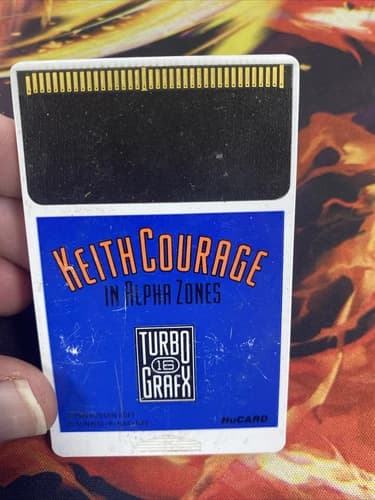 KEITH COURAGE
IN ALPHA ZONES
TURBO
16
GRAFX
HuCARD